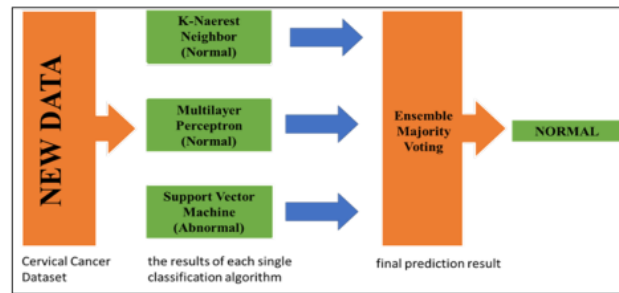 NEW DATA
K-Naerest
Neighbor
(Normal)
Multilayer
Perceptron
(Normal)
Support Vector
Machine
(Abnormal)
Ensemble
Majority
Voting
NORMAL
Cervical Cancer
Dataset
the results of each single
classification algorithm
final prediction result